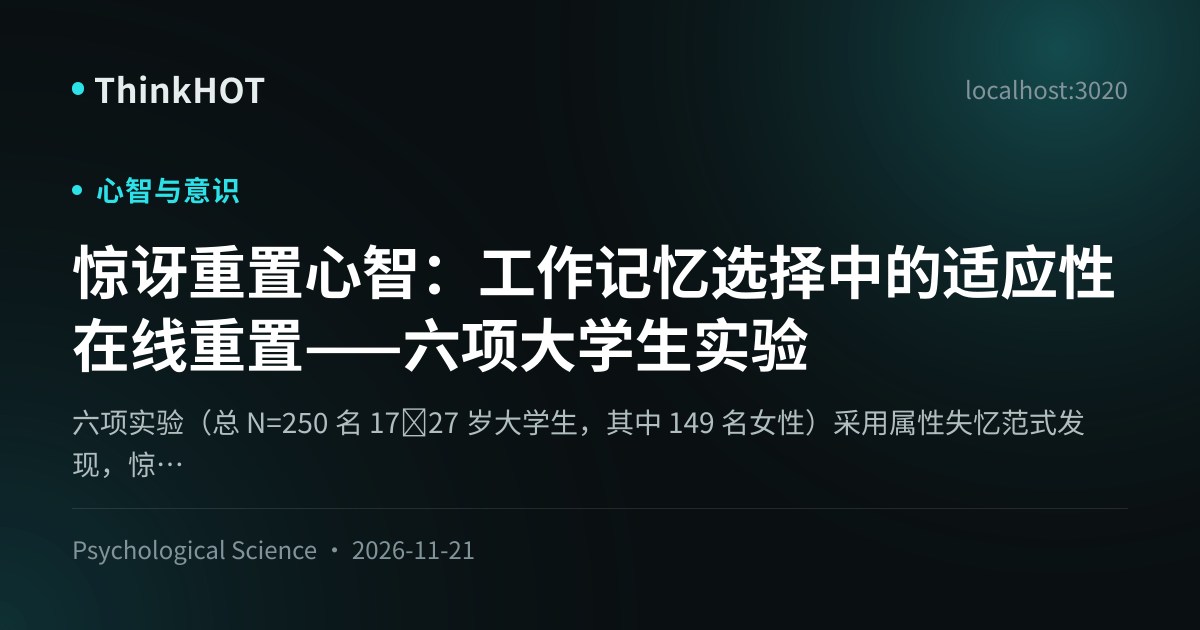 ThinkHOT
localhost:3020
心智与意识
惊讶重置心智：工作记忆选择中的适应性
在线重置——六项大学生实验
六项实验（总 N=250 名 17☒27 岁大学生，其中 149 名女性）采用属性失忆范式发
现，惊…
Psychological Science · 2026-11-21